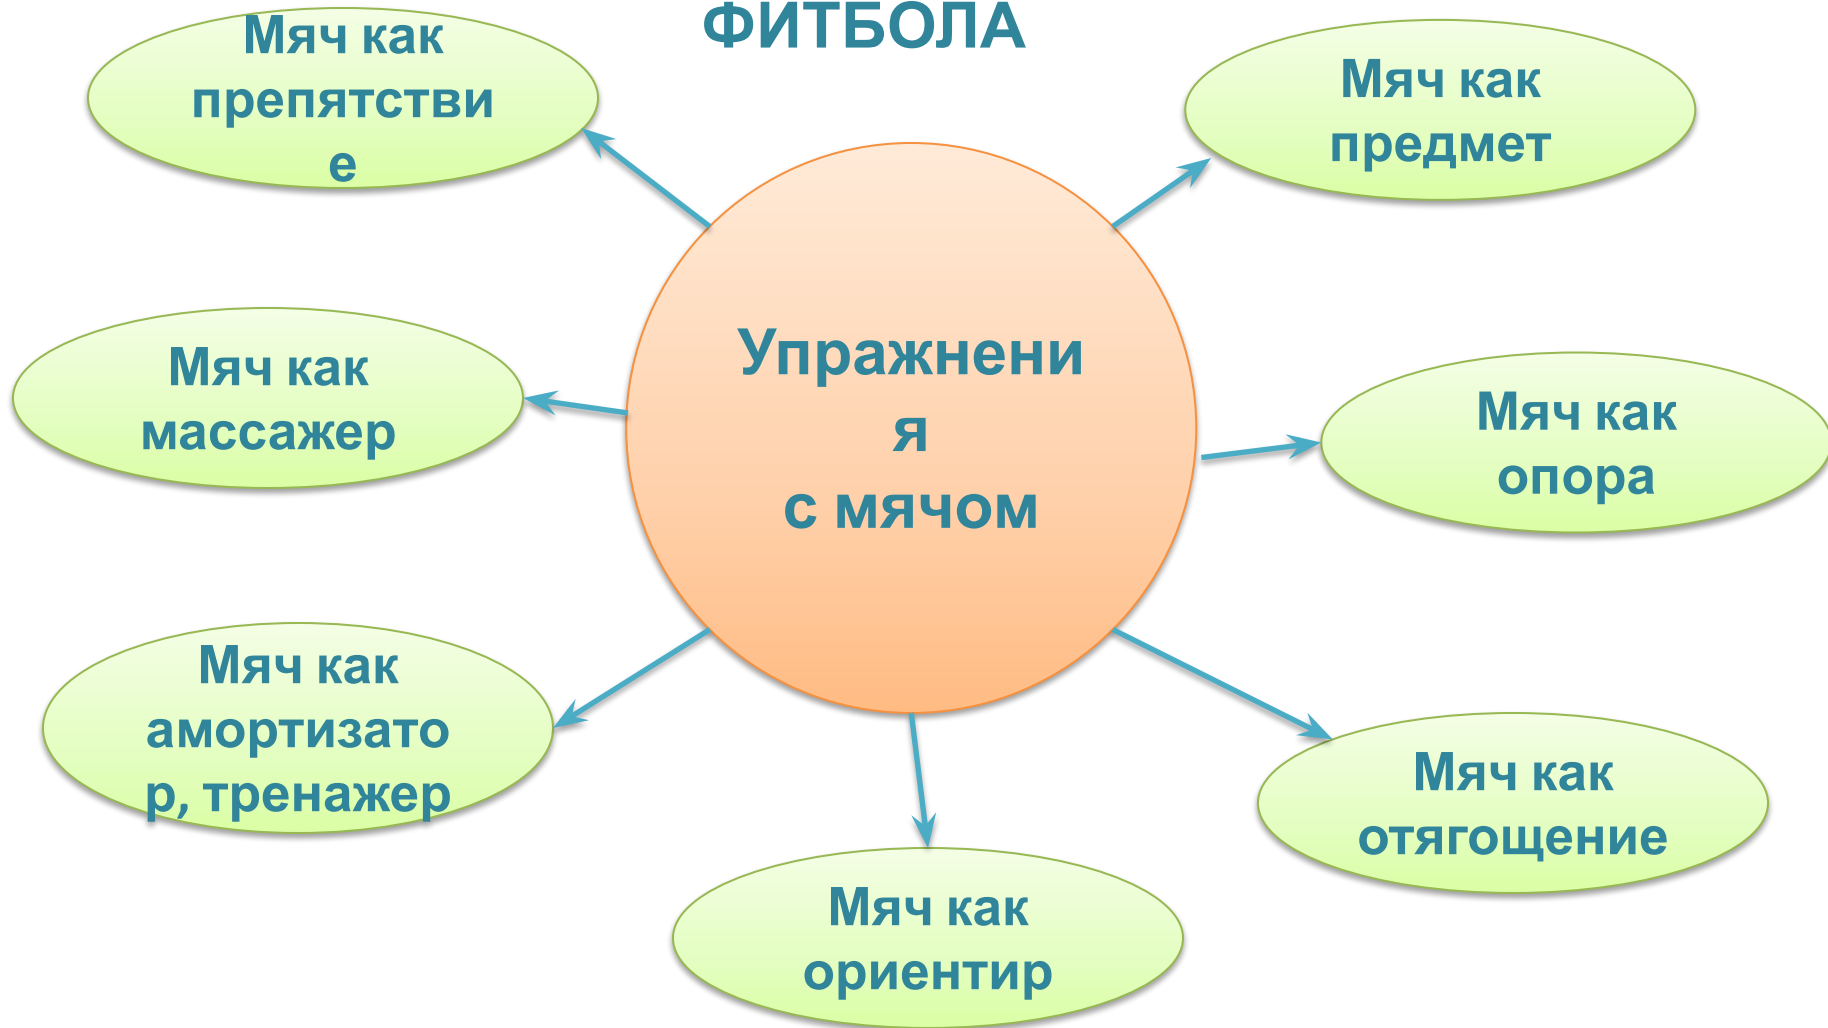 ФИТБОЛА
Мяч как
препятстви
е
Мяч как
предмет
Упражнени
я
с мячом
Мяч как
массажер
Мяч как
опора
Мяч как
амортизато
р, тренажер
Мяч как
отягощение
Мяч как
ориентир